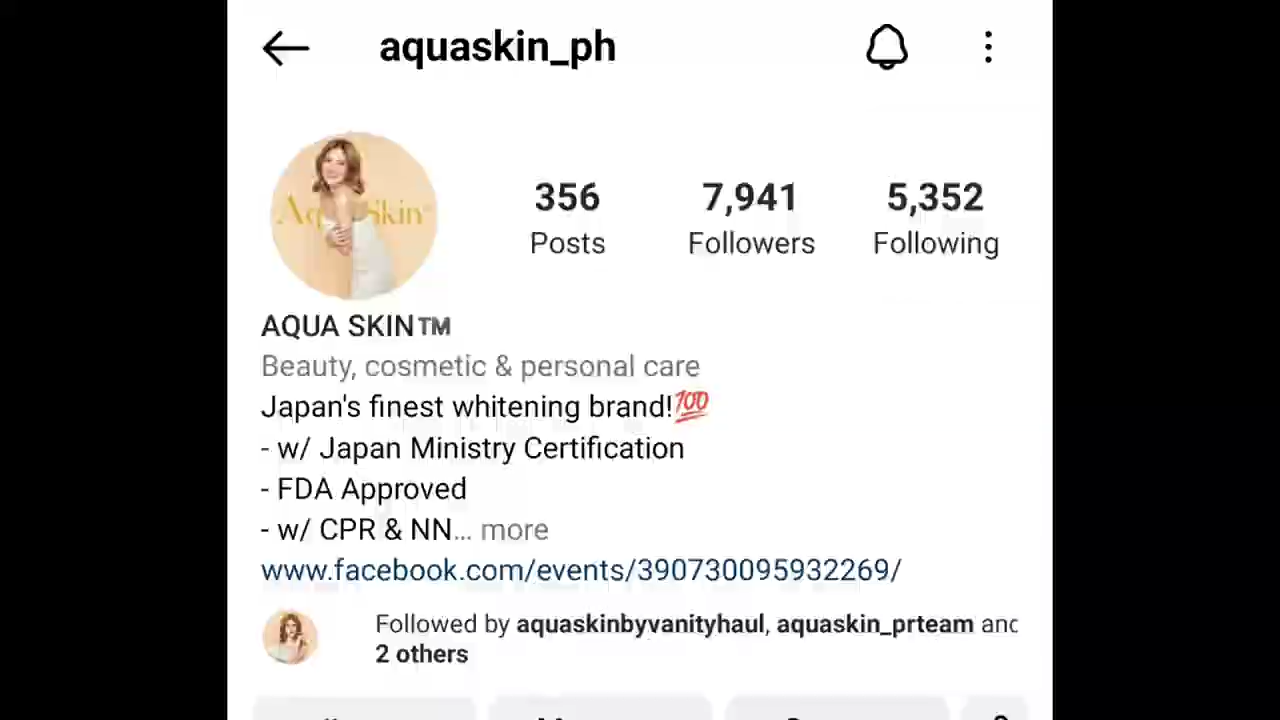 aquaskin_ph
Aqua Skin
356 7,941 5,352
Posts Followers Following
AQUA SKIN™
Beauty, cosmetic & personal care
Japan's finest whitening brand!💯
- w/ Japan Ministry Certification
- FDA Approved
- w/ CPR & NN... more
www.facebook.com/events/390730095932269/
Followed by aquaskinbyvanityhaul, aquaskin_prteam and
2 others